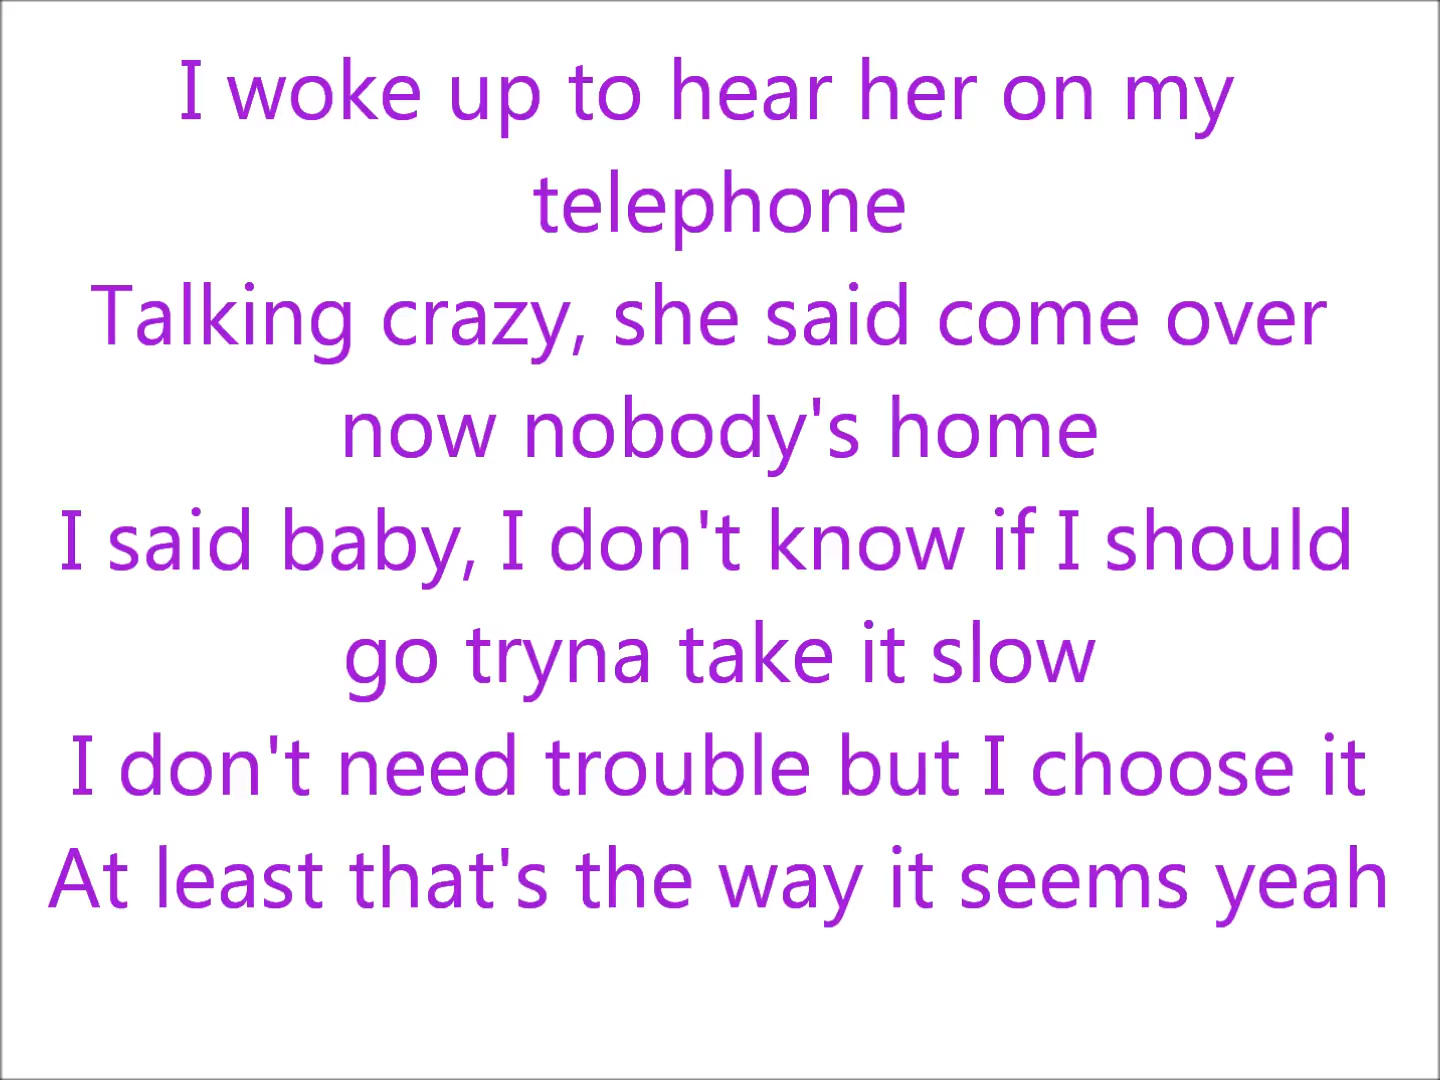 I woke up to hear her on my
telephone
Talking crazy, she said come over
now nobody's home
I said baby, I don't know if I should
go tryna take it slow
I don't need trouble but I choose it
At least that's the way it seems yeah